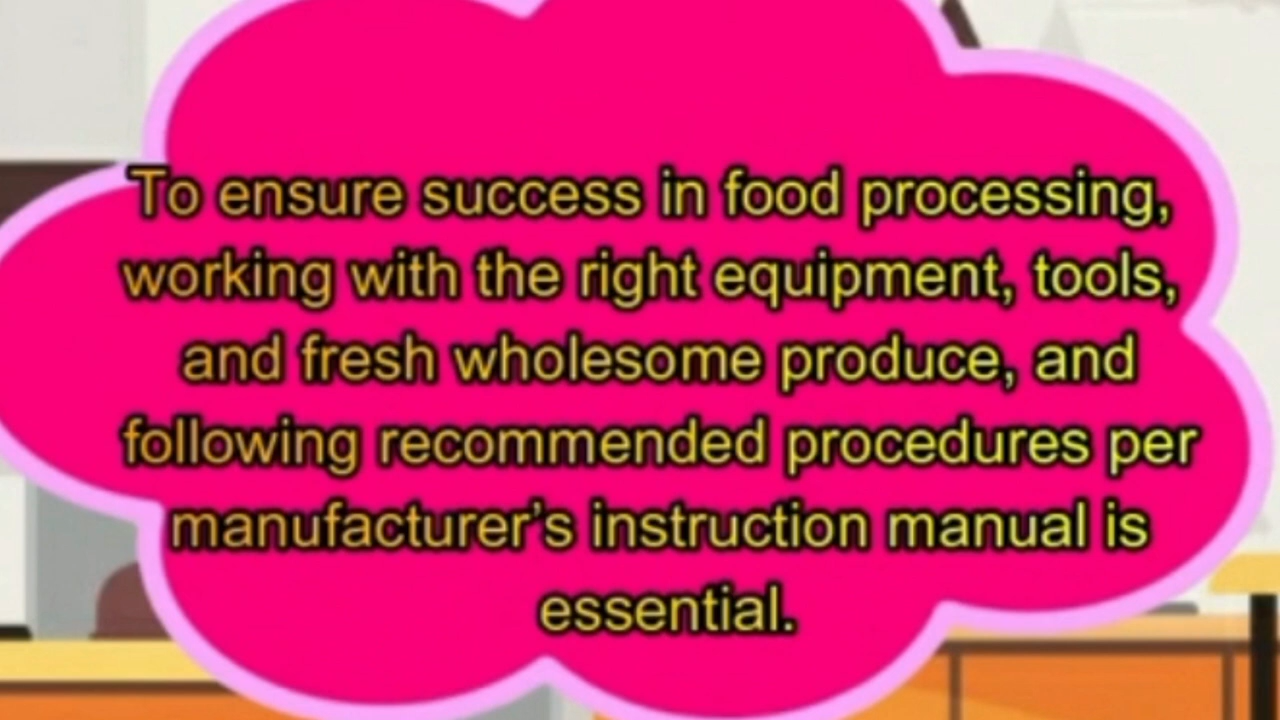 To ensure success in food processing,
working with the right equipment, tools,
and fresh wholesome produce, and
following recommended procedures per
manufacturer’s instruction manual is
essential.